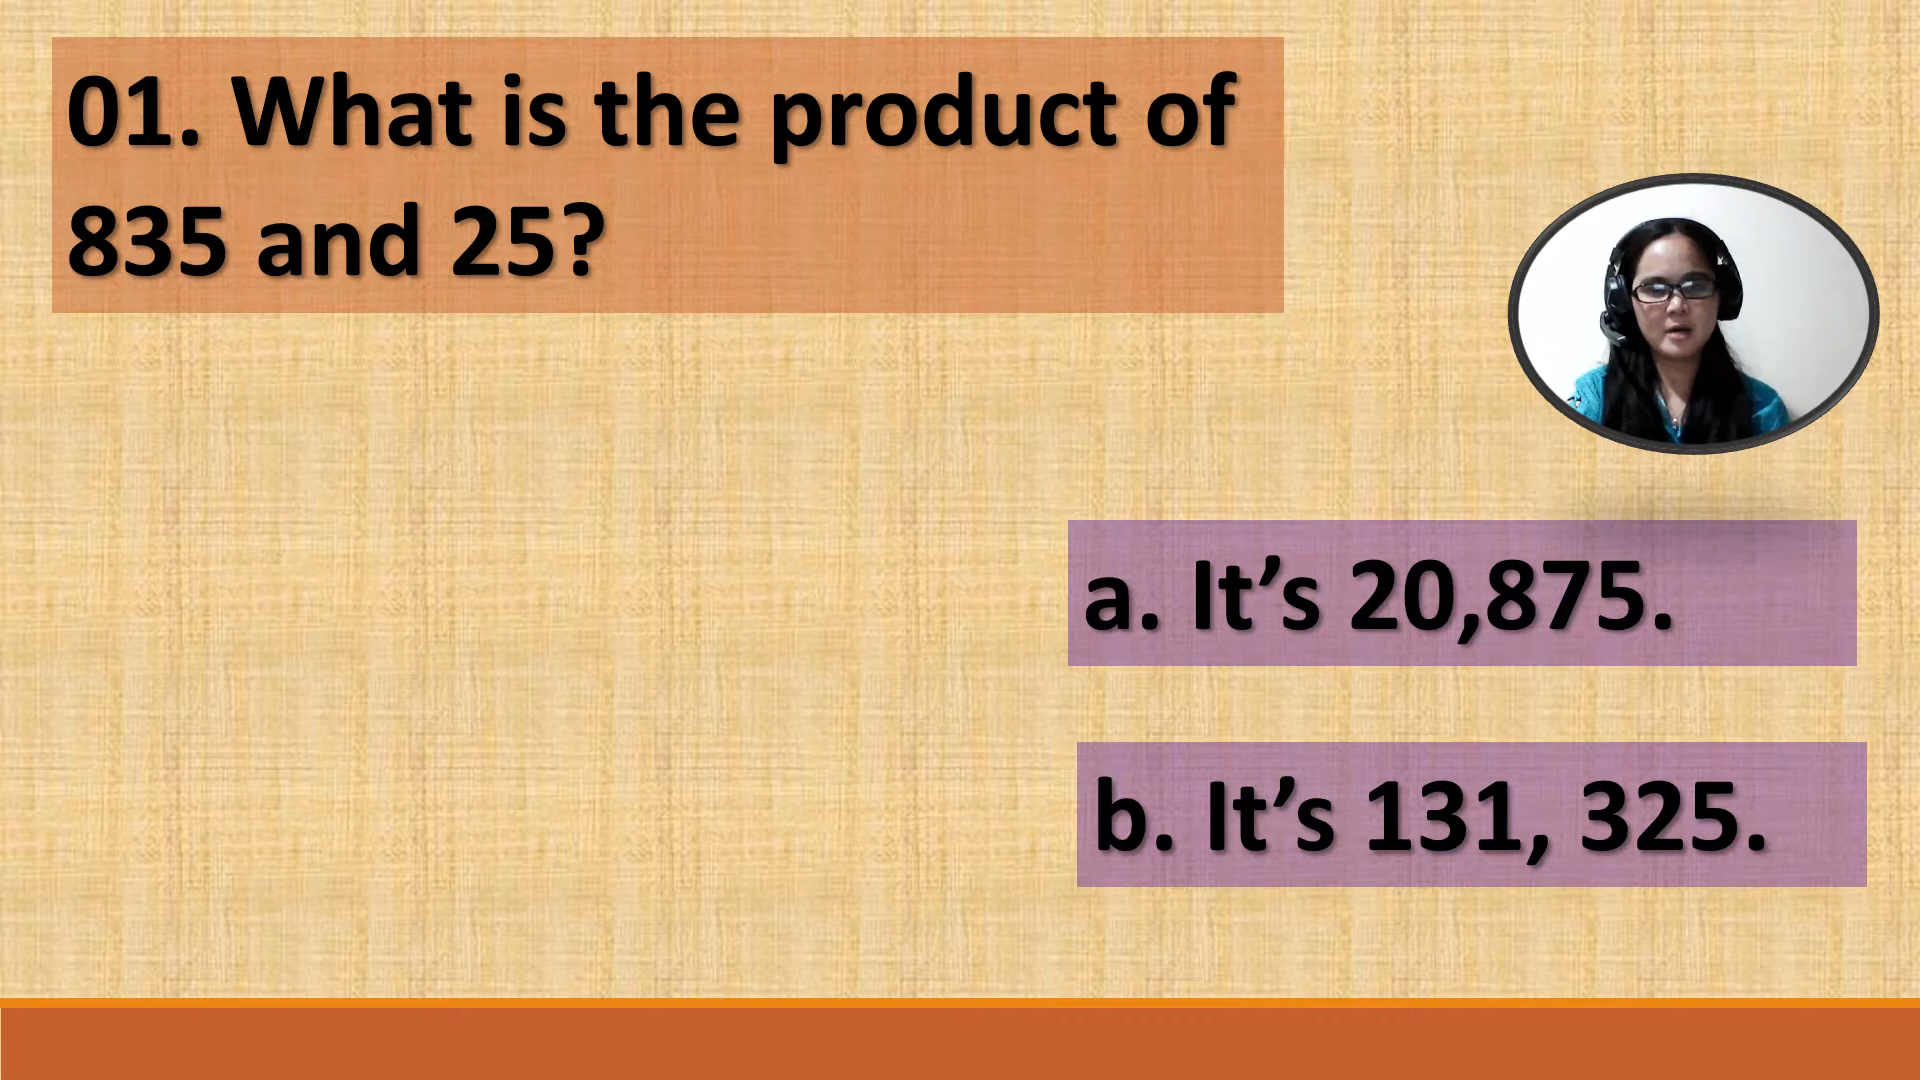 01. What is the product of
835 and 25?
a. It’s 20,875.
b. It’s 131, 325.